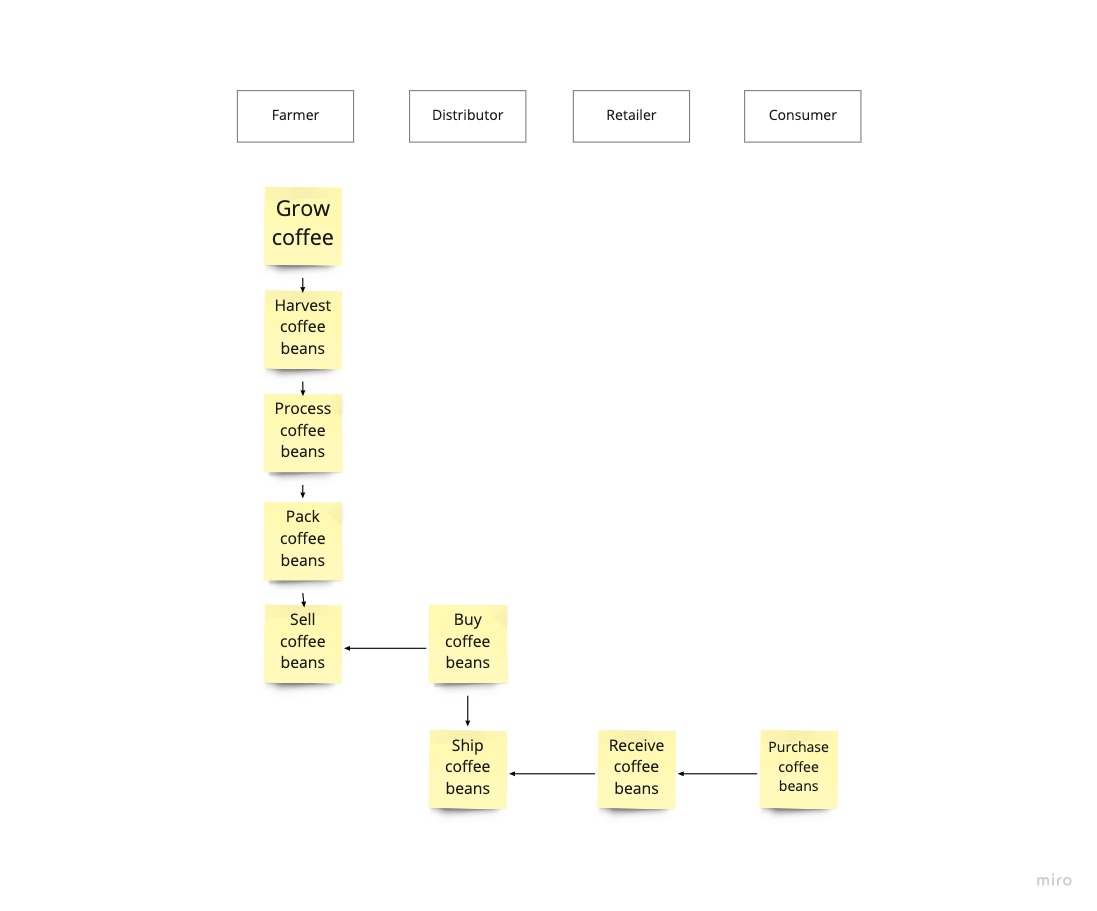 Farmer
Distributor
Retailer
Consumer
Grow
coffee
Harvest
coffee
beans
Process
coffee
beans
Pack
coffee
beans
Sell
coffee
beans
Buy
coffee
beans
Ship
coffee
beans
Receive
coffee
beans
Purchase
coffee
beans
miro